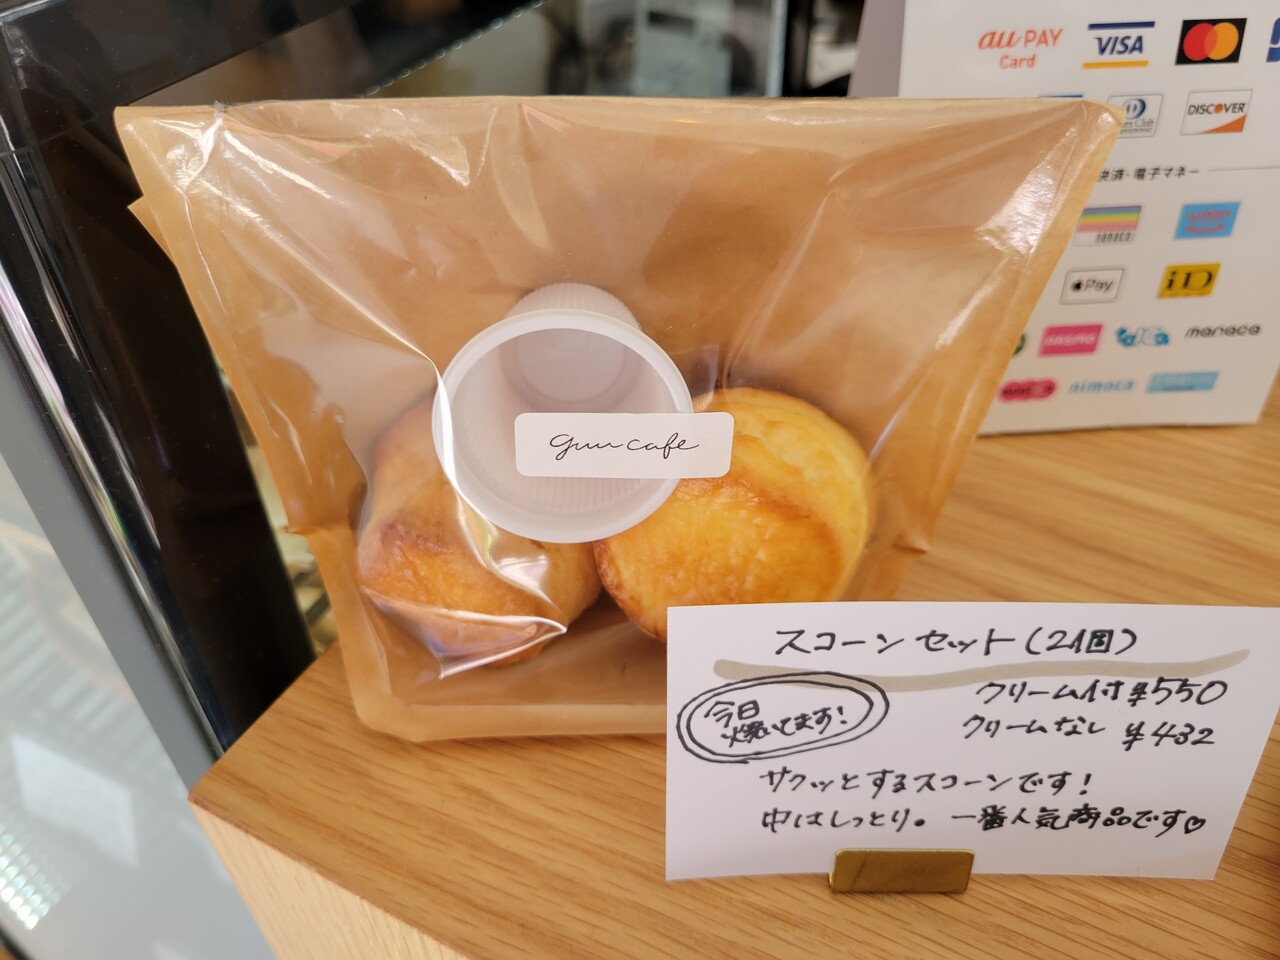 au PAY
Card
VISA
DISCOVER
決済・電子マネー
nanaco
Pay
iD
manaca
nimoca
guu cafe
スコーンセット(2個)
今日
焼いてます!
クリーム付 ¥550
クリームなし ¥432
サクッとするスコーンです!
中はしっとり。一番人気商品です♡